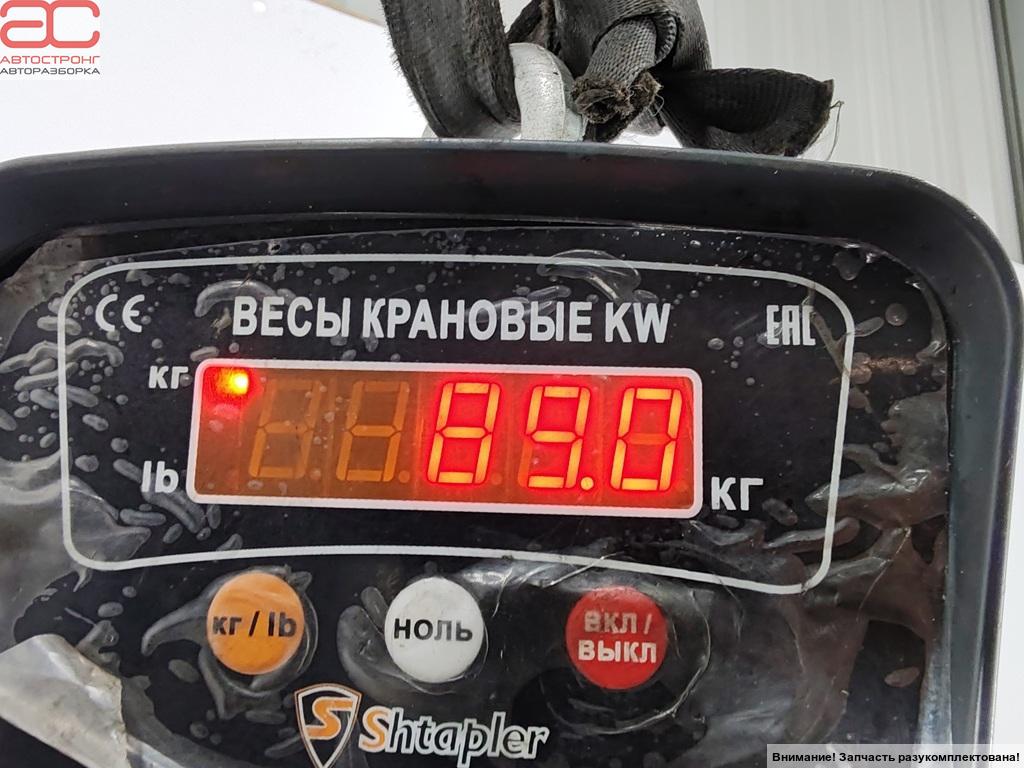 АС
АВТОСТРОНГ
АВТОРАЗБОРКА
CE
ВЕСЫ КРАНОВЫЕ KW
EAC
кг
89.0
lb
КГ
кг / lb
НОЛЬ
ВКЛ /
ВЫКЛ
S Shtapler
Внимание! Запчасть разукомплектована!